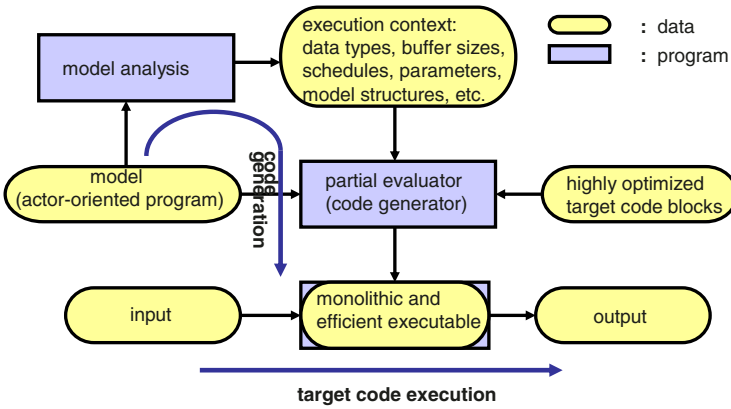 execution context:
data types, buffer sizes,
schedules, parameters,
model structures, etc.
: data
: program
model analysis
code
generation
model
(actor-oriented program)
partial evaluator
(code generator)
highly optimized
target code blocks
input
monolithic and
efficient executable
output
target code execution